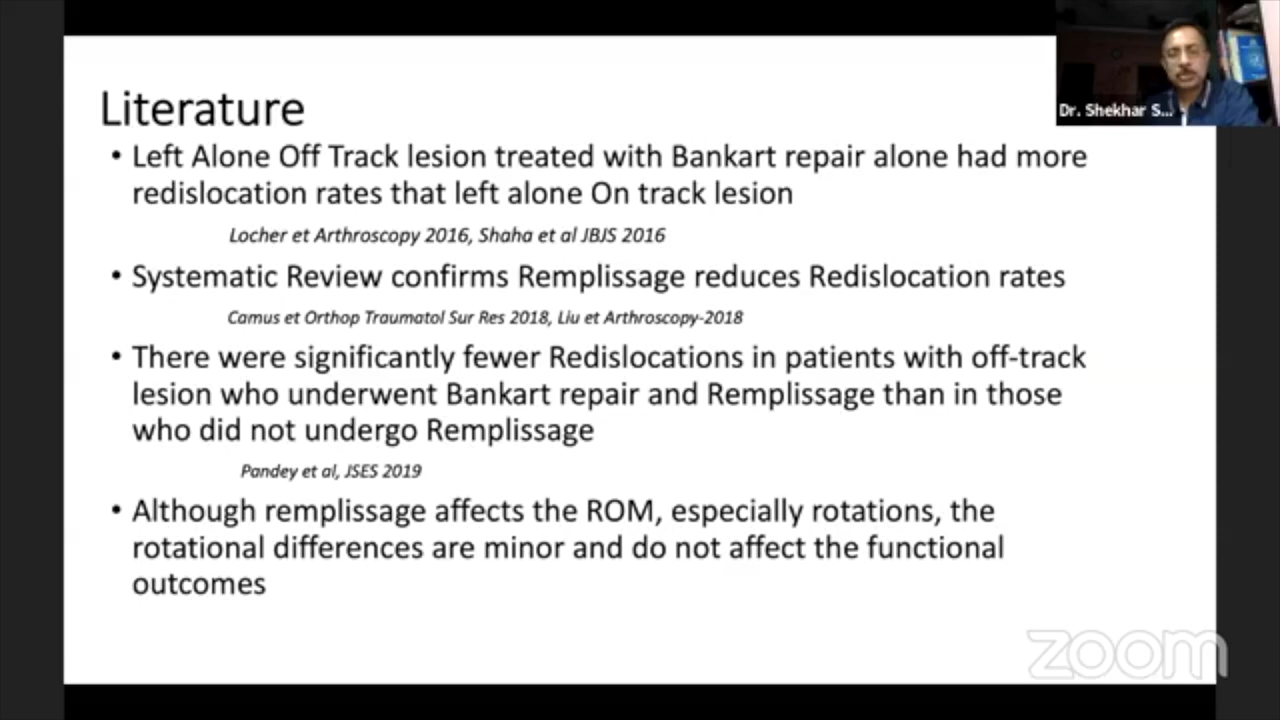 Literature
• Left Alone Off Track lesion treated with Bankart repair alone had more
redislocation rates that left alone On track lesion
Locher et Arthroscopy 2016, Shaha et al JBJS 2016
• Systematic Review confirms Remplissage reduces Redislocation rates
Camus et Orthop Traumatol Sur Res 2018, Liu et Arthroscopy-2018
• There were significantly fewer Redislocations in patients with off-track
lesion who underwent Bankart repair and Remplissage than in those
who did not undergo Remplissage
Pandey et al, JSES 2019
• Although remplissage affects the ROM, especially rotations, the
rotational differences are minor and do not affect the functional
outcomes
Dr. Shekhar S...
zoom